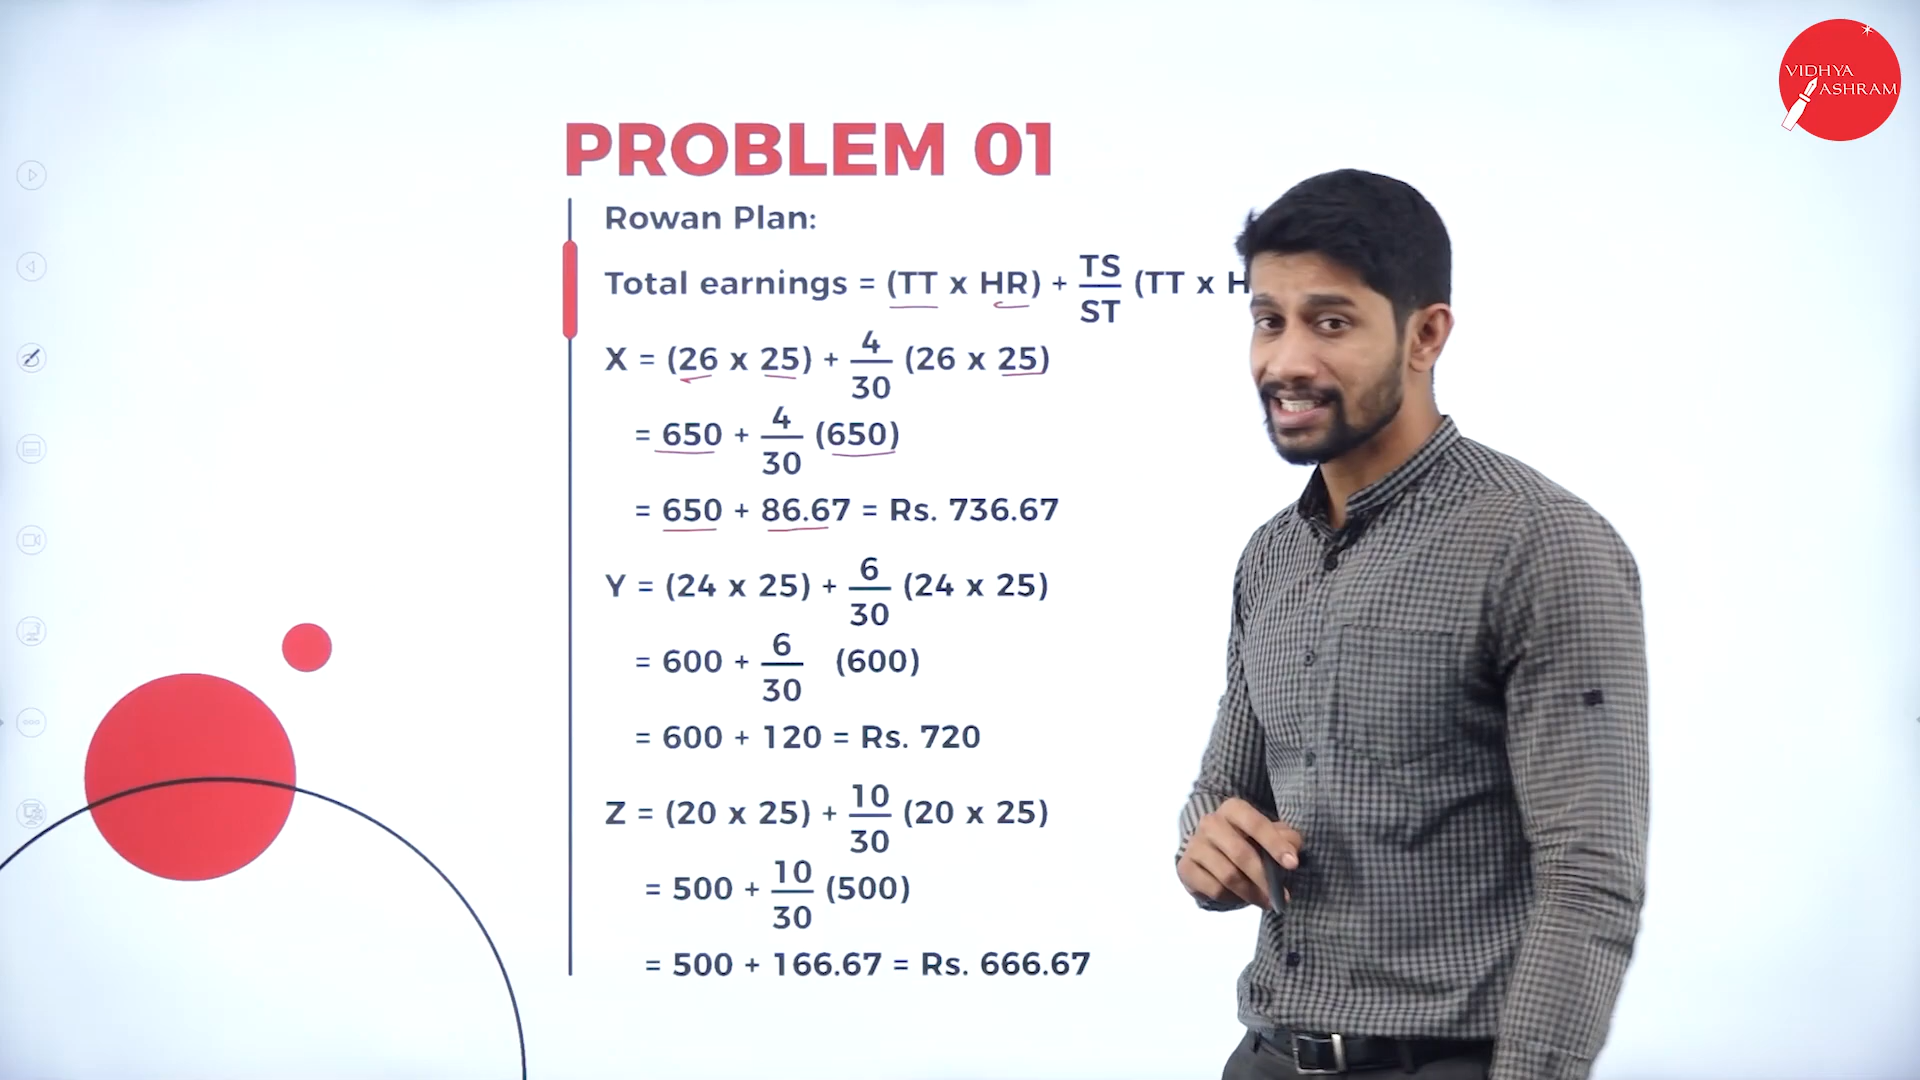 VIDHYA
ASHRAM
PROBLEM 01
Rowan Plan:
Total earnings = (TT x HR) + TS/ST (TT x H
X = (26 x 25) + 4/30 (26 x 25)
= 650 + 4/30 (650)
= 650 + 86.67 = Rs. 736.67
Y = (24 x 25) + 6/30 (24 x 25)
= 600 + 6/30 (600)
= 600 + 120 = Rs. 720
Z = (20 x 25) + 10/30 (20 x 25)
= 500 + 10/30 (500)
= 500 + 166.67 = Rs. 666.67